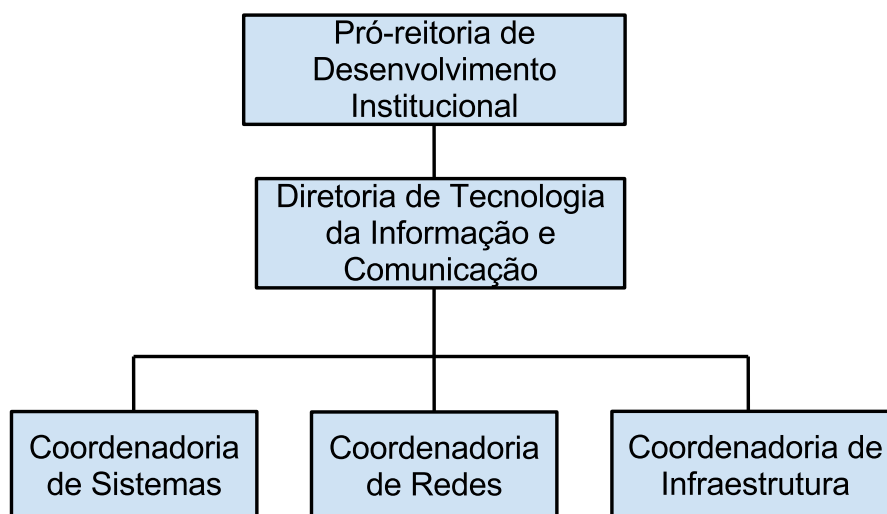 Pró-reitoria de
Desenvolvimento
Institucional
Diretoria de Tecnologia
da Informação e
Comunicação
Coordenadoria
de Sistemas
Coordenadoria
de Redes
Coordenadoria de
Infraestrutura